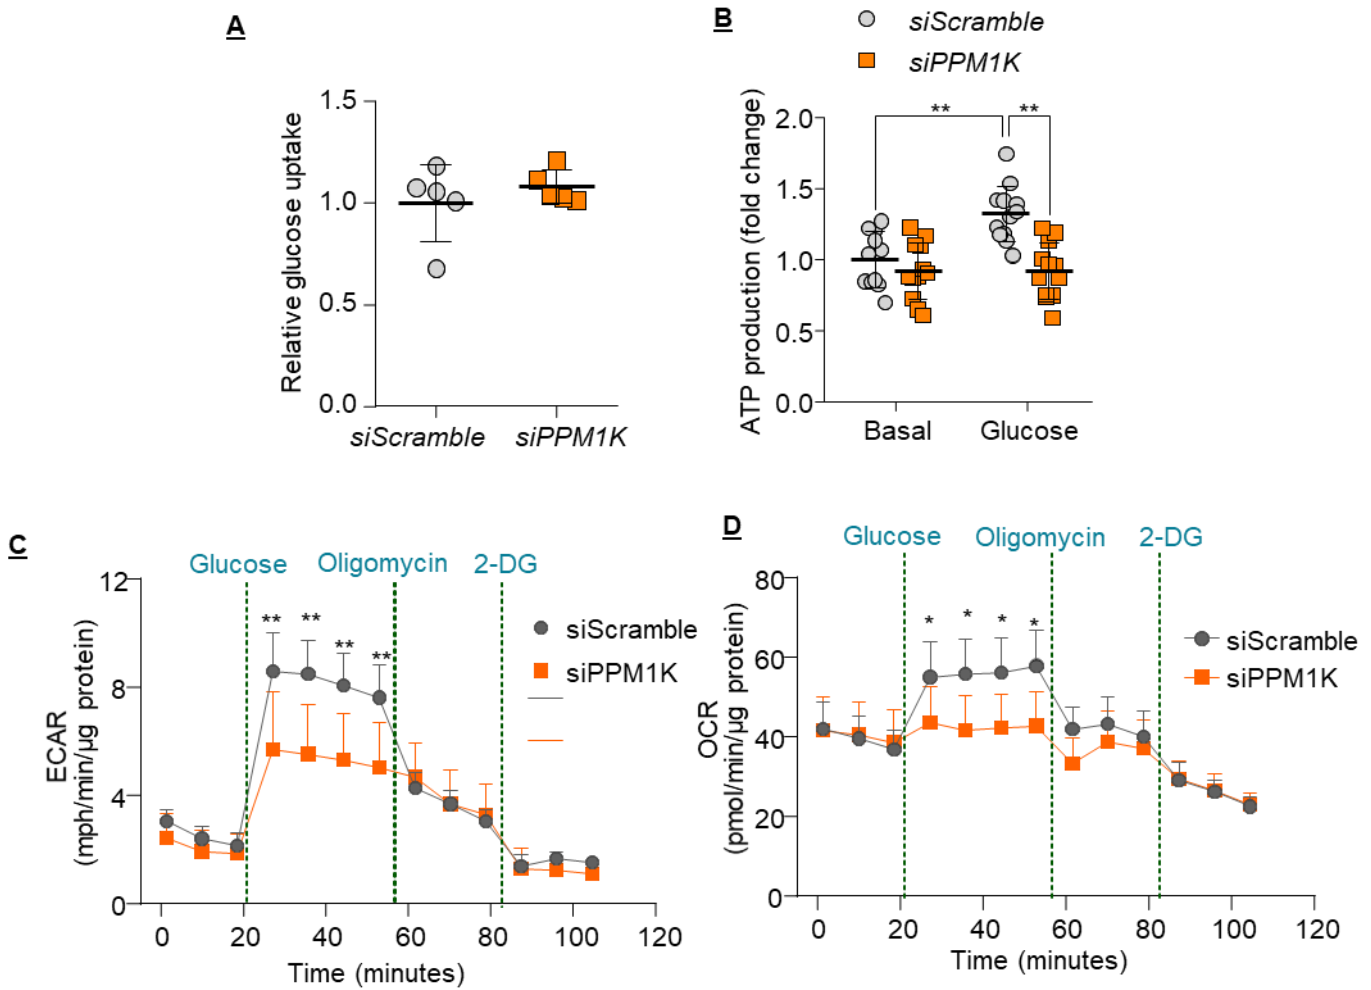 A
Relative glucose uptake
1.5
1.0
0.5
0.0
siScramble siPPM1K
B
siScramble
siPPM1K
ATP production (fold change)
** **
2.0
1.5
1.0
0.5
0.0
Basal Glucose
C
Glucose Oligomycin 2-DG
ECAR
(mph/min/µg protein)
12
8
4
0
** ** ** **
siScramble
siPPM1K
0 20 40 60 80 100 120
Time (minutes)
D
Glucose Oligomycin 2-DG
OCR
(pmol/min/µg protein)
80
60
40
20
0
* * * *
siScramble
siPPM1K
0 20 40 60 80 100 120
Time (minutes)